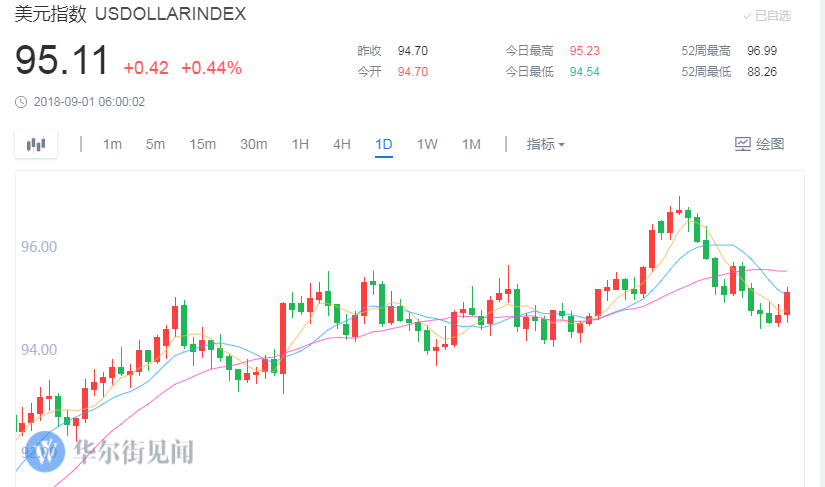 美元指数 USDOLLARINDEX
已自选
95.11 +0.42 +0.44%
昨收 94.70 今日最高 95.23 52周最高 96.99
今开 94.70 今日最低 94.54 52周最低 88.26
2018-09-01 06:00:02
1m 5m 15m 30m 1H 4H 1D 1W 1M 指标 绘图
96.00
94.00
92.00
W 华尔街见闻